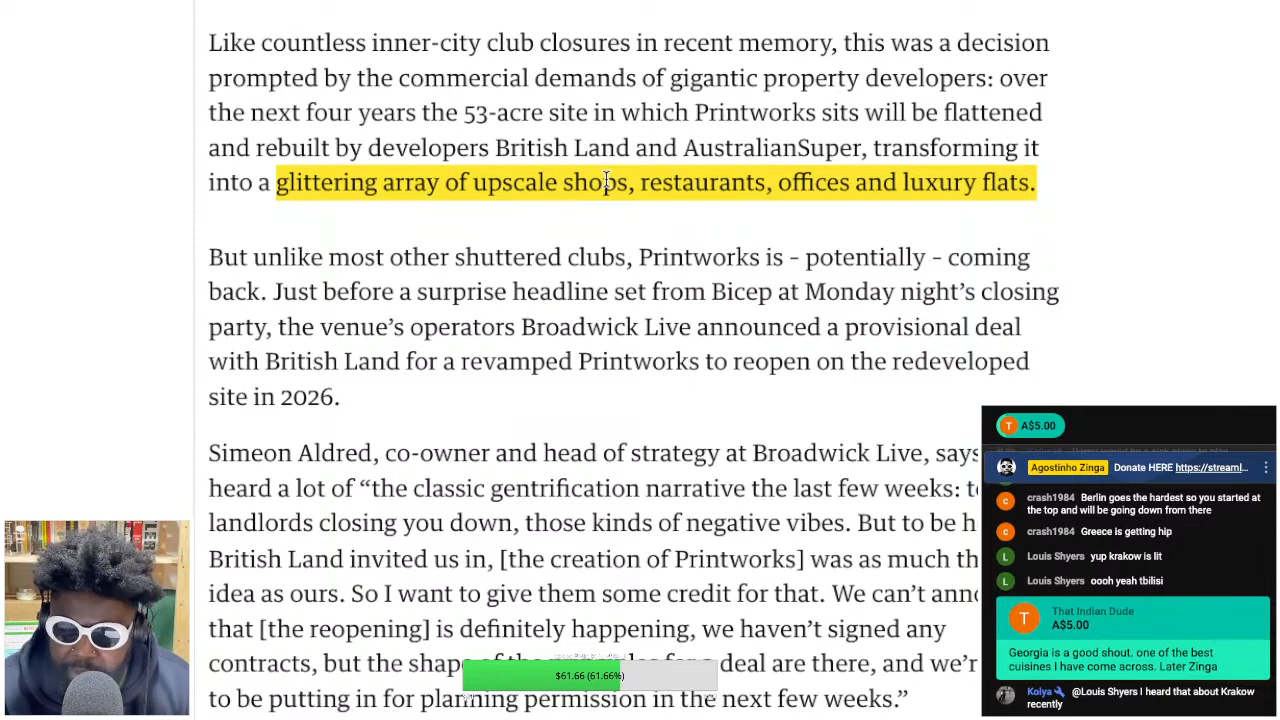 Like countless inner-city club closures in recent memory, this was a decision
prompted by the commercial demands of gigantic property developers: over
the next four years the 53-acre site in which Printworks sits will be flattened
and rebuilt by developers British Land and AustralianSuper, transforming it
into a glittering array of upscale shops, restaurants, offices and luxury flats.
But unlike most other shuttered clubs, Printworks is – potentially – coming
back. Just before a surprise headline set from Bicep at Monday night’s closing
party, the venue’s operators Broadwick Live announced a provisional deal
with British Land for a revamped Printworks to reopen on the redeveloped
site in 2026.
Simeon Aldred, co-owner and head of strategy at Broadwick Live, says
heard a lot of “the classic gentrification narrative the last few weeks:
landlords closing you down, those kinds of negative vibes. But to be
British Land invited us in, [the creation of Printworks] was as much
idea as ours. So I want to give them some credit for that. We can’t
that [the reopening] is definitely happening, we haven’t signed any
contracts, but the shape of the deal are there, and
to be putting in for planning permission in the next few weeks.”
$61.66 (61.66%)
T A$5.00
Agostinho Zinga Donate HERE https://streaml...
c crash1984 Berlin goes the hardest so you started
at the top and will be going down from there
c crash1984 Greece is getting hip
L Louis Shyers yup krakow is lit
L Louis Shyers oooh yeah tbilisi
T That Indian Dude
A$5.00
Georgia is a good shout. one of the best
cuisines I have come across. Later Zinga
Kolya @Louis Shyers I heard that about Krakow
recently